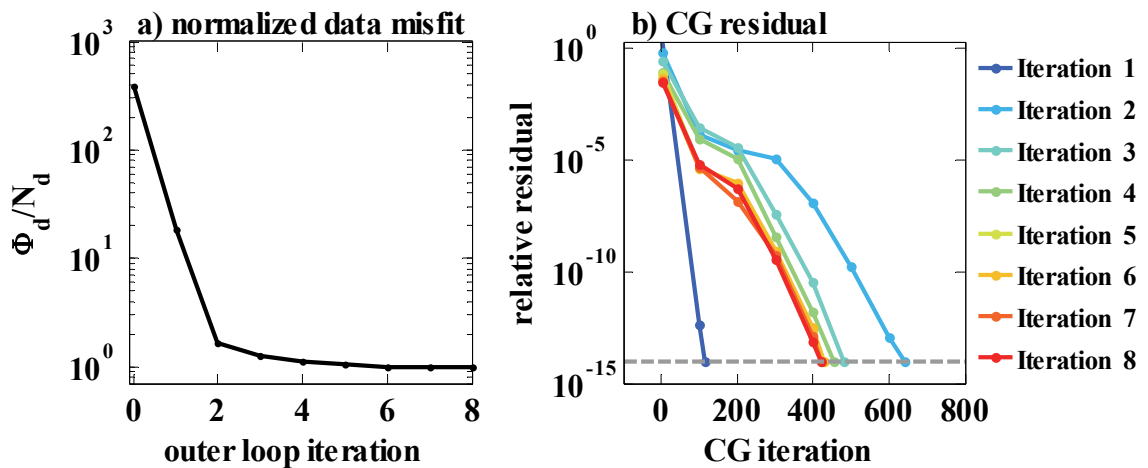 a) normalized data misfit
10^3
10^2
10^1
10^0
Φ_d/N_d
0 2 4 6 8
outer loop iteration
b) CG residual
10^0
10^-5
10^-10
10^-15
relative residual
0 200 400 600 800
CG iteration
Iteration 1
Iteration 2
Iteration 3
Iteration 4
Iteration 5
Iteration 6
Iteration 7
Iteration 8